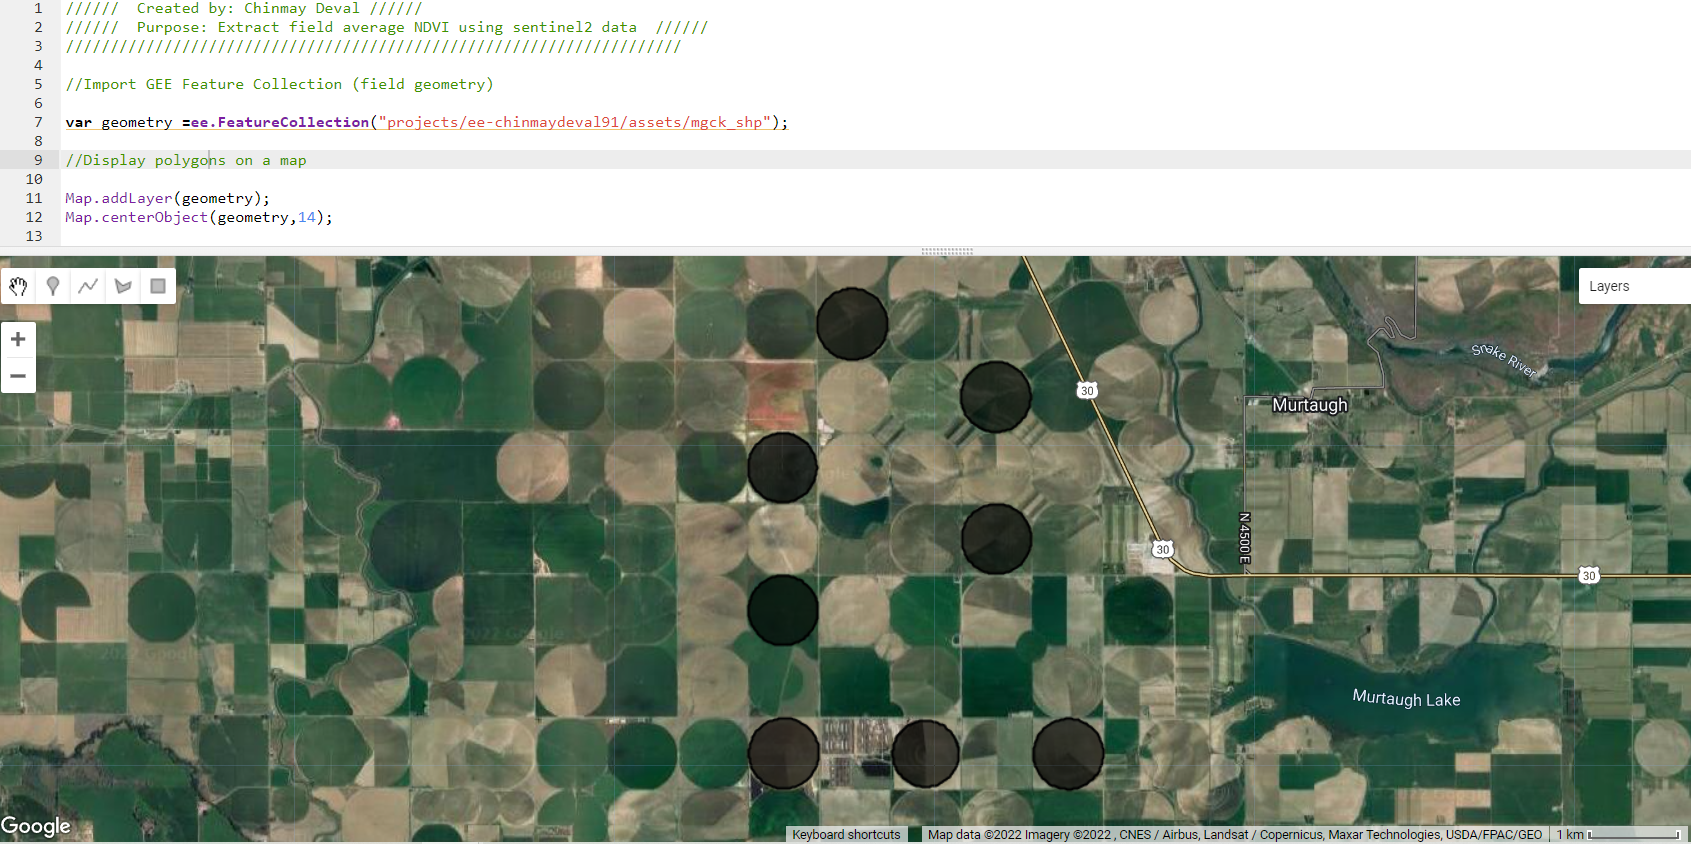 1 ////// Created by: Chinmay Deval //////
2 ////// Purpose: Extract field average NDVI using sentinel2 data //////
3 /////////////////////////////////////////////////////////////////////
4
5 //Import GEE Feature Collection (field geometry)
6
7 var geometry =ee.FeatureCollection("projects/ee-chinmaydeval91/assets/mgck_shp");
8
9 //Display polygons on a map
10
11 Map.addLayer(geometry);
12 Map.centerObject(geometry,14);
13
Layers
+
−
Snake River
30
Murtaugh
N 4500 E
30
30
Murtaugh Lake
Google
Keyboard shortcuts
Map data ©2022 Imagery ©2022 , CNES / Airbus, Landsat / Copernicus, Maxar Technologies, USDA/FPAC/GEO
1 km